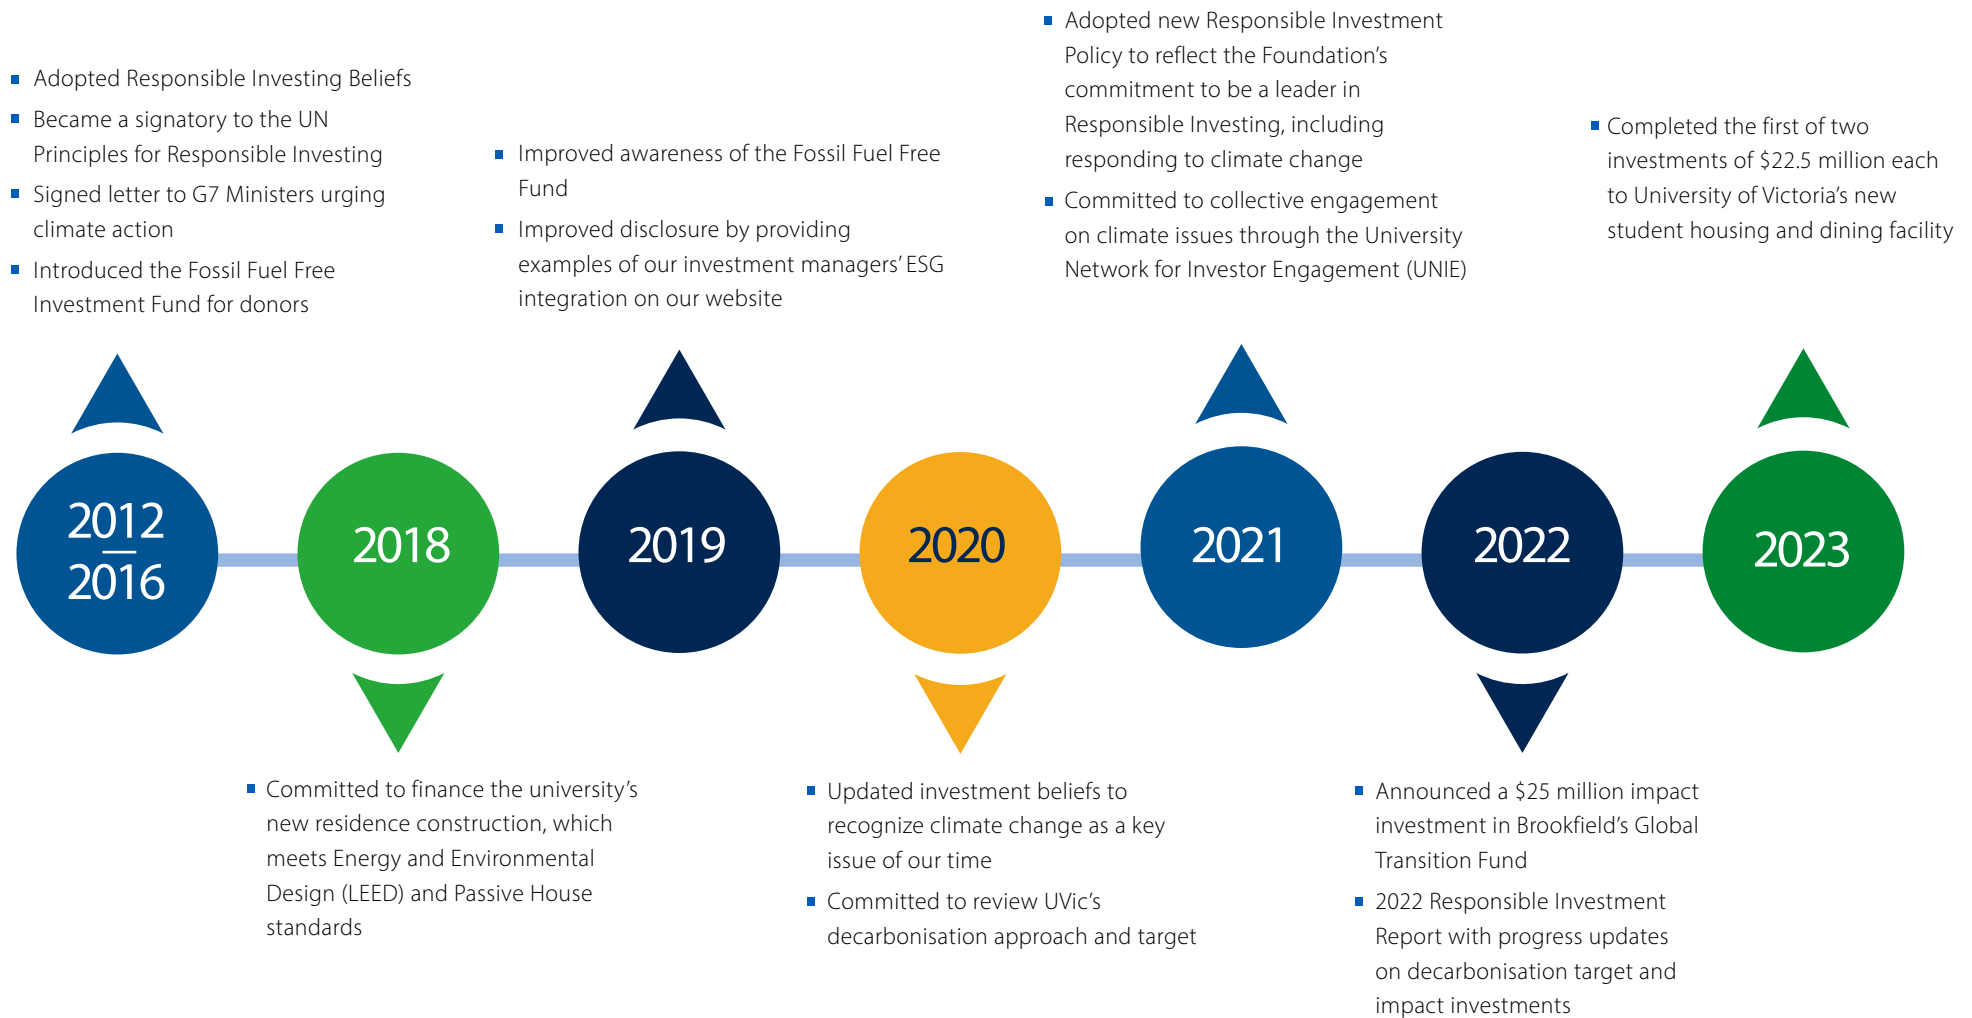 Adopted Responsible Investing Beliefs
Became a signatory to the UN
Principles for Responsible Investing
Signed letter to G7 Ministers urging
climate action
Introduced the Fossil Fuel Free
Investment Fund for donors
Improved awareness of the Fossil Fuel Free
Fund
Improved disclosure by providing
examples of our investment managers’ ESG
integration on our website
Adopted new Responsible Investment
Policy to reflect the Foundation’s
commitment to be a leader in
Responsible Investing, including
responding to climate change
Committed to collective engagement
on climate issues through the University
Network for Investor Engagement (UNIE)
Completed the first of two
investments of $22.5 million each
to University of Victoria’s new
student housing and dining facility
2012
—
2016
2018
2019
2020
2021
2022
2023
Committed to finance the university’s
new residence construction, which
meets Energy and Environmental
Design (LEED) and Passive House
standards
Updated investment beliefs to
recognize climate change as a key
issue of our time
Committed to review UVic’s
decarbonisation approach and target
Announced a $25 million impact
investment in Brookfield’s Global
Transition Fund
2022 Responsible Investment
Report with progress updates
on decarbonisation target and
impact investments